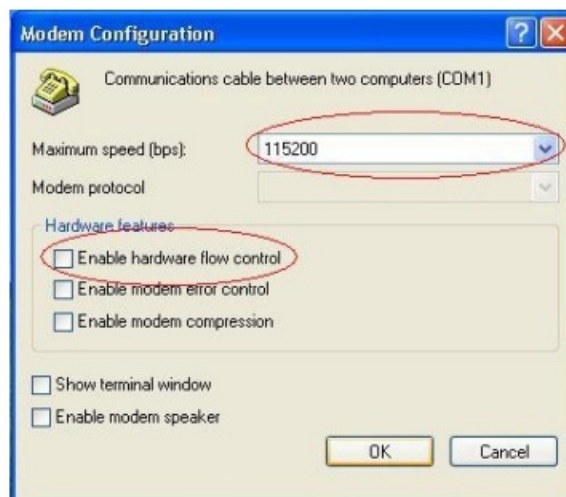 Modem Configuration
Communications cable between two computers (COM1)
Maximum speed (bps):
115200
Modem protocol
Hardware features
Enable hardware flow control
Enable modem error control
Enable modem compression
Show terminal window
Enable modem speaker
OK
Cancel